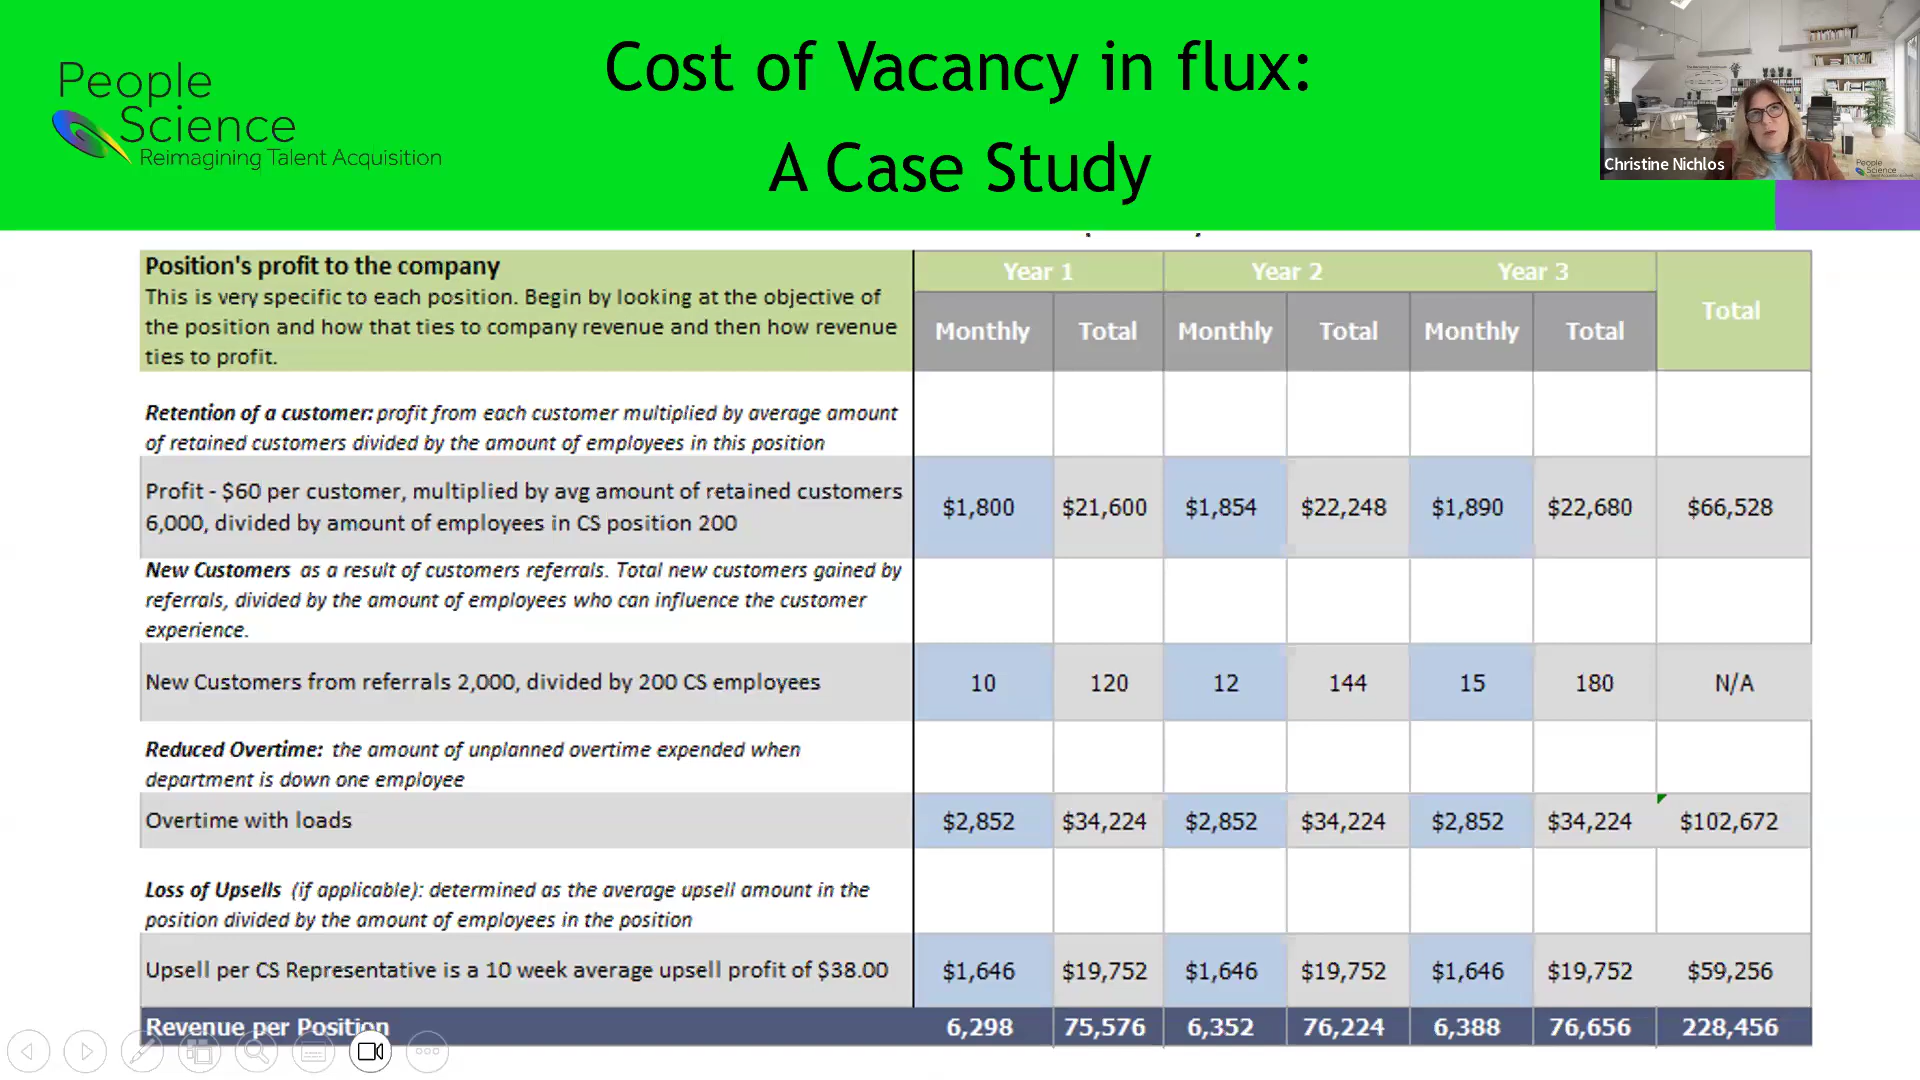 People
Science
Reimagining Talent Acquisition
Cost of Vacancy in flux:
A Case Study
Christine Nichlos
People
Science
Position's profit to the company
This is very specific to each position. Begin by looking at the objective of
the position and how that ties to company revenue and then how revenue
ties to profit.
Year 1 Year 2 Year 3 Total
Monthly Total Monthly Total Monthly Total
Retention of a customer: profit from each customer multiplied by average amount
of retained customers divided by the amount of employees in this position
Profit - $60 per customer, multiplied by avg amount of retained customers
6,000, divided by amount of employees in CS position 200
$1,800 $21,600 $1,854 $22,248 $1,890 $22,680 $66,528
New Customers as a result of customers referrals. Total new customers gained by
referrals, divided by the amount of employees who can influence the customer
experience.
New Customers from referrals 2,000, divided by 200 CS employees 10 120 12 144 15 180 N/A
Reduced Overtime: the amount of unplanned overtime expended when
department is down one employee
Overtime with loads $2,852 $34,224 $2,852 $34,224 $2,852 $34,224 $102,672
Loss of Upsells (if applicable): determined as the average upsell amount in the
position divided by the amount of employees in the position
Upsell per CS Representative is a 10 week average upsell profit of $38.00 $1,646 $19,752 $1,646 $19,752 $1,646 $19,752 $59,256
Revenue per Position 6,298 75,576 6,352 76,224 6,388 76,656 228,456